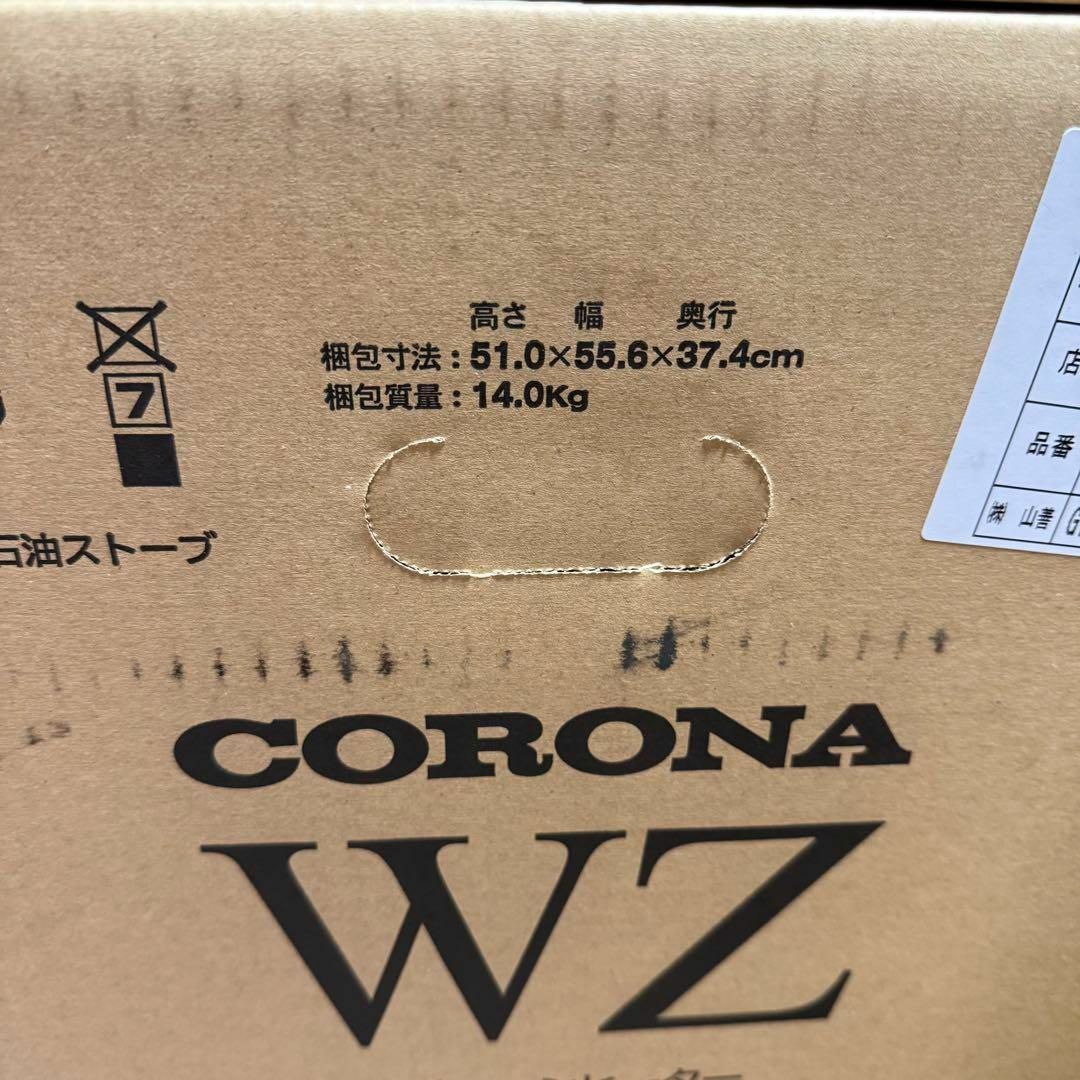 高さ 幅 奥行
梱包寸法：51.0×55.6×37.4cm
梱包質量：14.0Kg
7
石油ストーブ
店
品番
㈱ 山善 G
CORONA
WZ